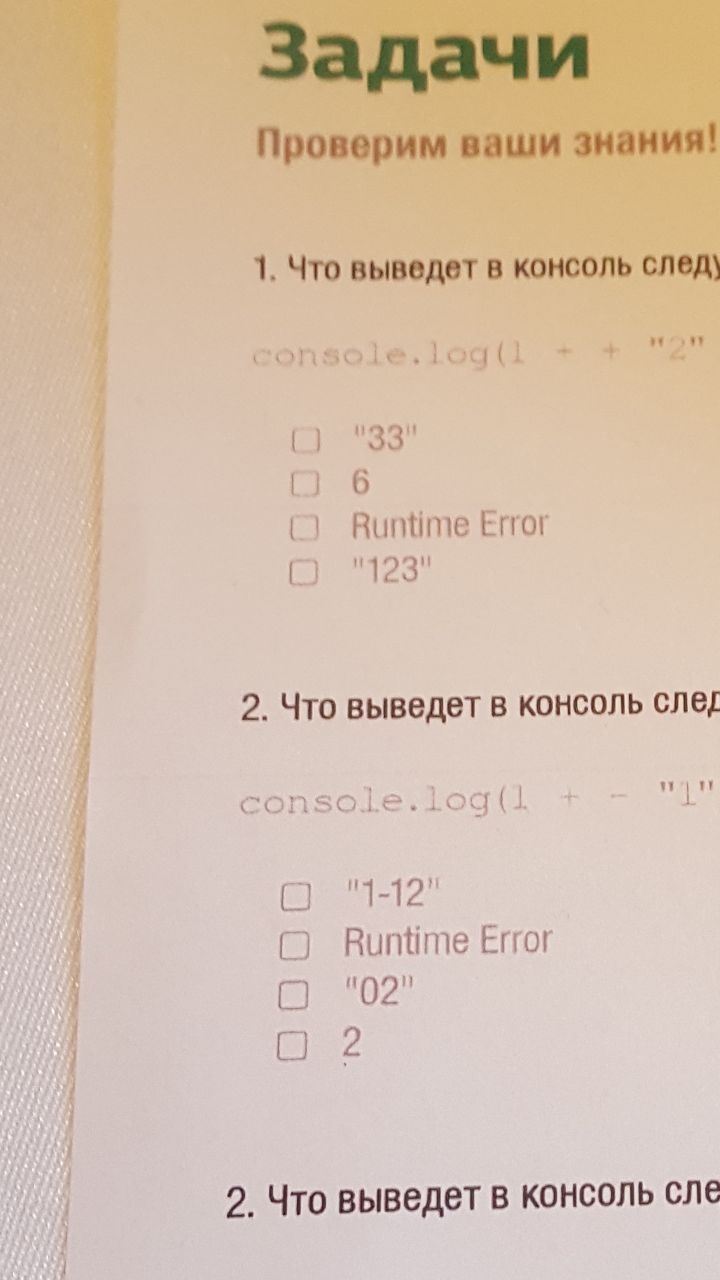 Задачи
Проверим ваши знания!
1. Что выведет в консоль следу
console.log(1 + + "2"
"33"
6
Runtime Error
"123"
2. Что выведет в консоль след
console.log(1 + - "1"
"1-12"
Runtime Error
"02"
2
2. Что выведет в консоль сле